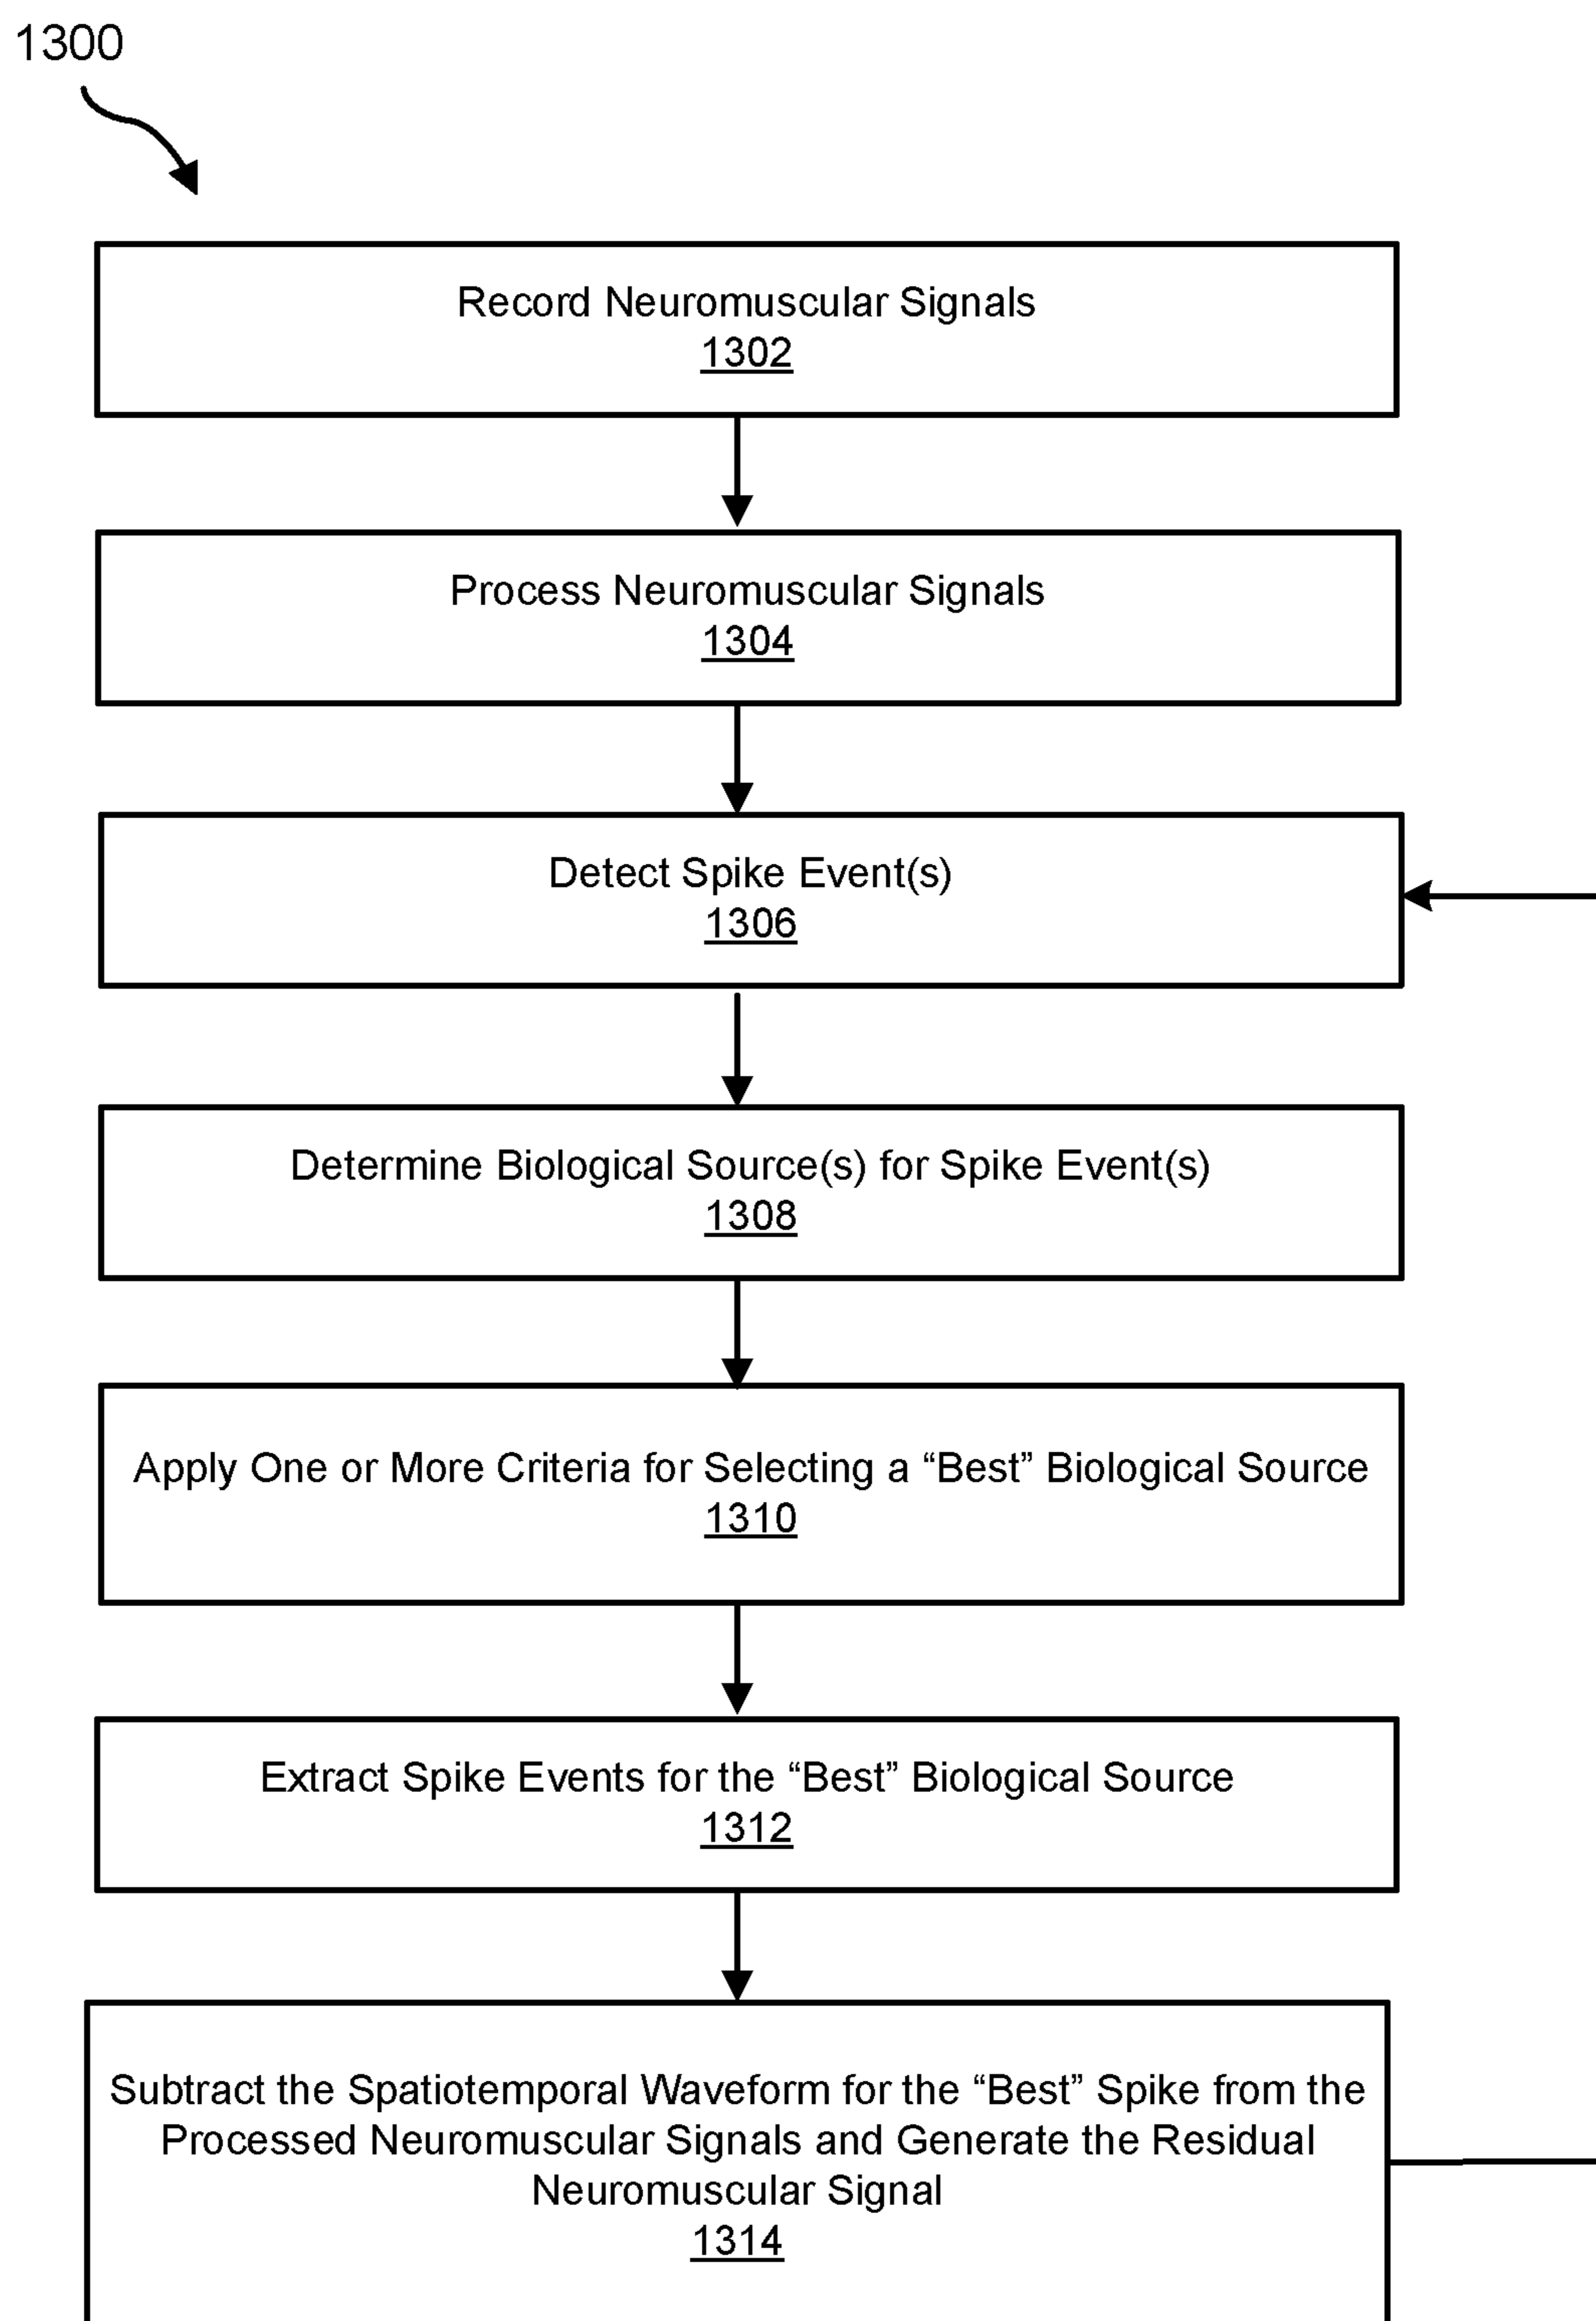 1300
Record Neuromuscular Signals
1302
Process Neuromuscular Signals
1304
Detect Spike Event(s)
1306
Determine Biological Source(s) for Spike Event(s)
1308
Apply One or More Criteria for Selecting a “Best” Biological Source
1310
Extract Spike Events for the “Best” Biological Source
1312
Subtract the Spatiotemporal Waveform for the “Best” Spike from the
Processed Neuromuscular Signals and Generate the Residual
Neuromuscular Signal
1314